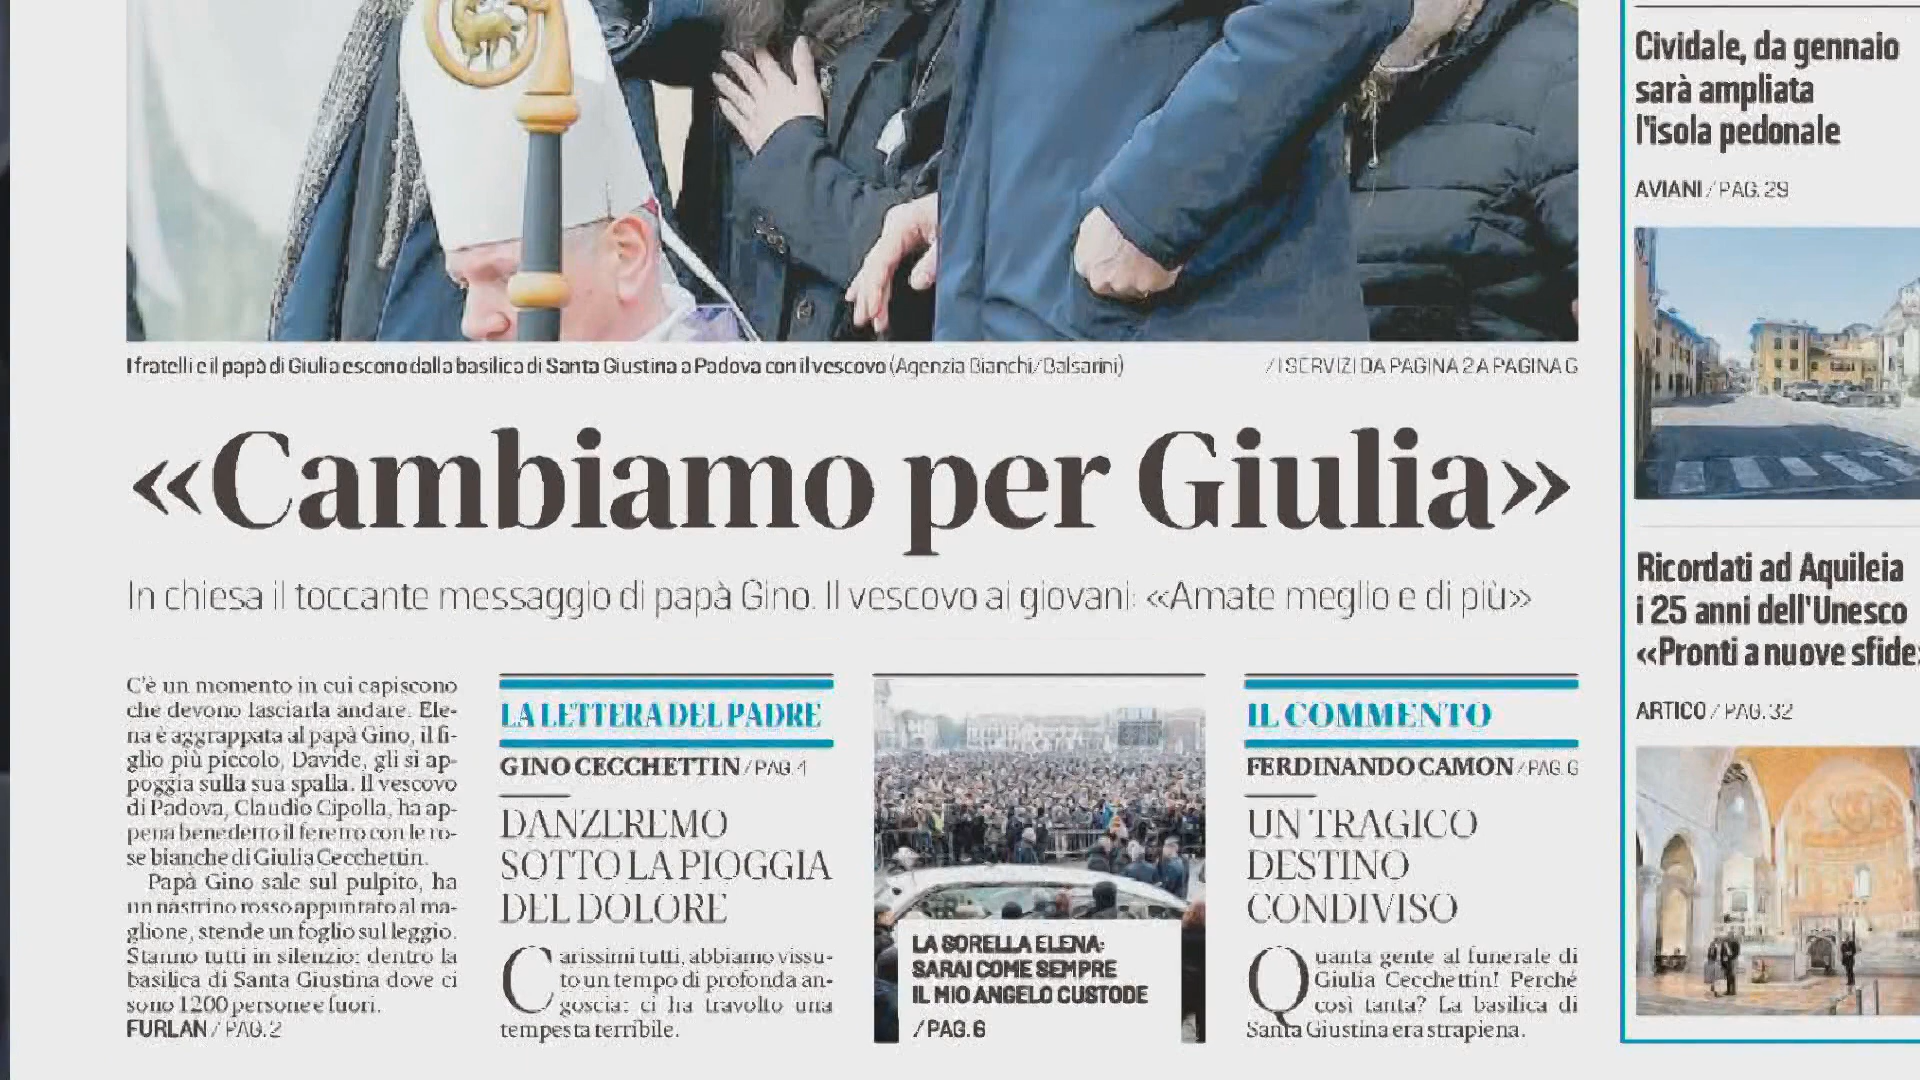 I fratelli e il papà di Giulia escono dalla basilica di Santa Giustina a Padova con il vescovo (Agenzia Bianchi/Balsarini)
/ I SERVIZI DA PAGINA 2 A PAGINA 6
«Cambiamo per Giulia»
In chiesa il toccante messaggio di papà Gino. Il vescovo ai giovani: «Amate meglio e di più»
C'è un momento in cui capiscono
che devono lasciarla andare. Ele-
na è aggrappata al papà Gino, il fi-
glio più piccolo, Davide, gli si ap-
poggia sulla sua spalla. Il vescovo
di Padova, Claudio Cipolla, ha ap-
pena benedetto il feretro con le ro-
se bianche di Giulia Cecchettin.
Papà Gino sale sul pulpito, ha
un nastrino rosso appuntato al ma-
glione, stende un foglio sul leggio.
Stanno tutti in silenzio: dentro la
basilica di Santa Giustina dove ci
sono 1200 persone e fuori.
FURLAN / PAG. 2
LA LETTERA DEL PADRE
GINO CECCHETTIN / PAG. 4
DANZEREMO
SOTTO LA PIOGGIA
DEL DOLORE
Carissimi tutti, abbiamo vissu-
to un tempo di profonda an-
goscia: ci ha travolto una
tempesta terribile.
LA SORELLA ELENA:
SARAI COME SEMPRE
IL MIO ANGELO CUSTODE
/ PAG. 6
IL COMMENTO
FERDINANDO CAMON / PAG. 6
UN TRAGICO
DESTINO
CONDIVISO
Quanta gente al funerale di
Giulia Cecchettin! Perché
così tanta? La basilica di
Santa Giustina era strapiena.
Cividale, da gennaio
sarà ampliata
l'isola pedonale
AVIANI / PAG. 29
Ricordati ad Aquileia
i 25 anni dell'Unesco
«Pronti a nuove sfide»
ARTICO / PAG. 32